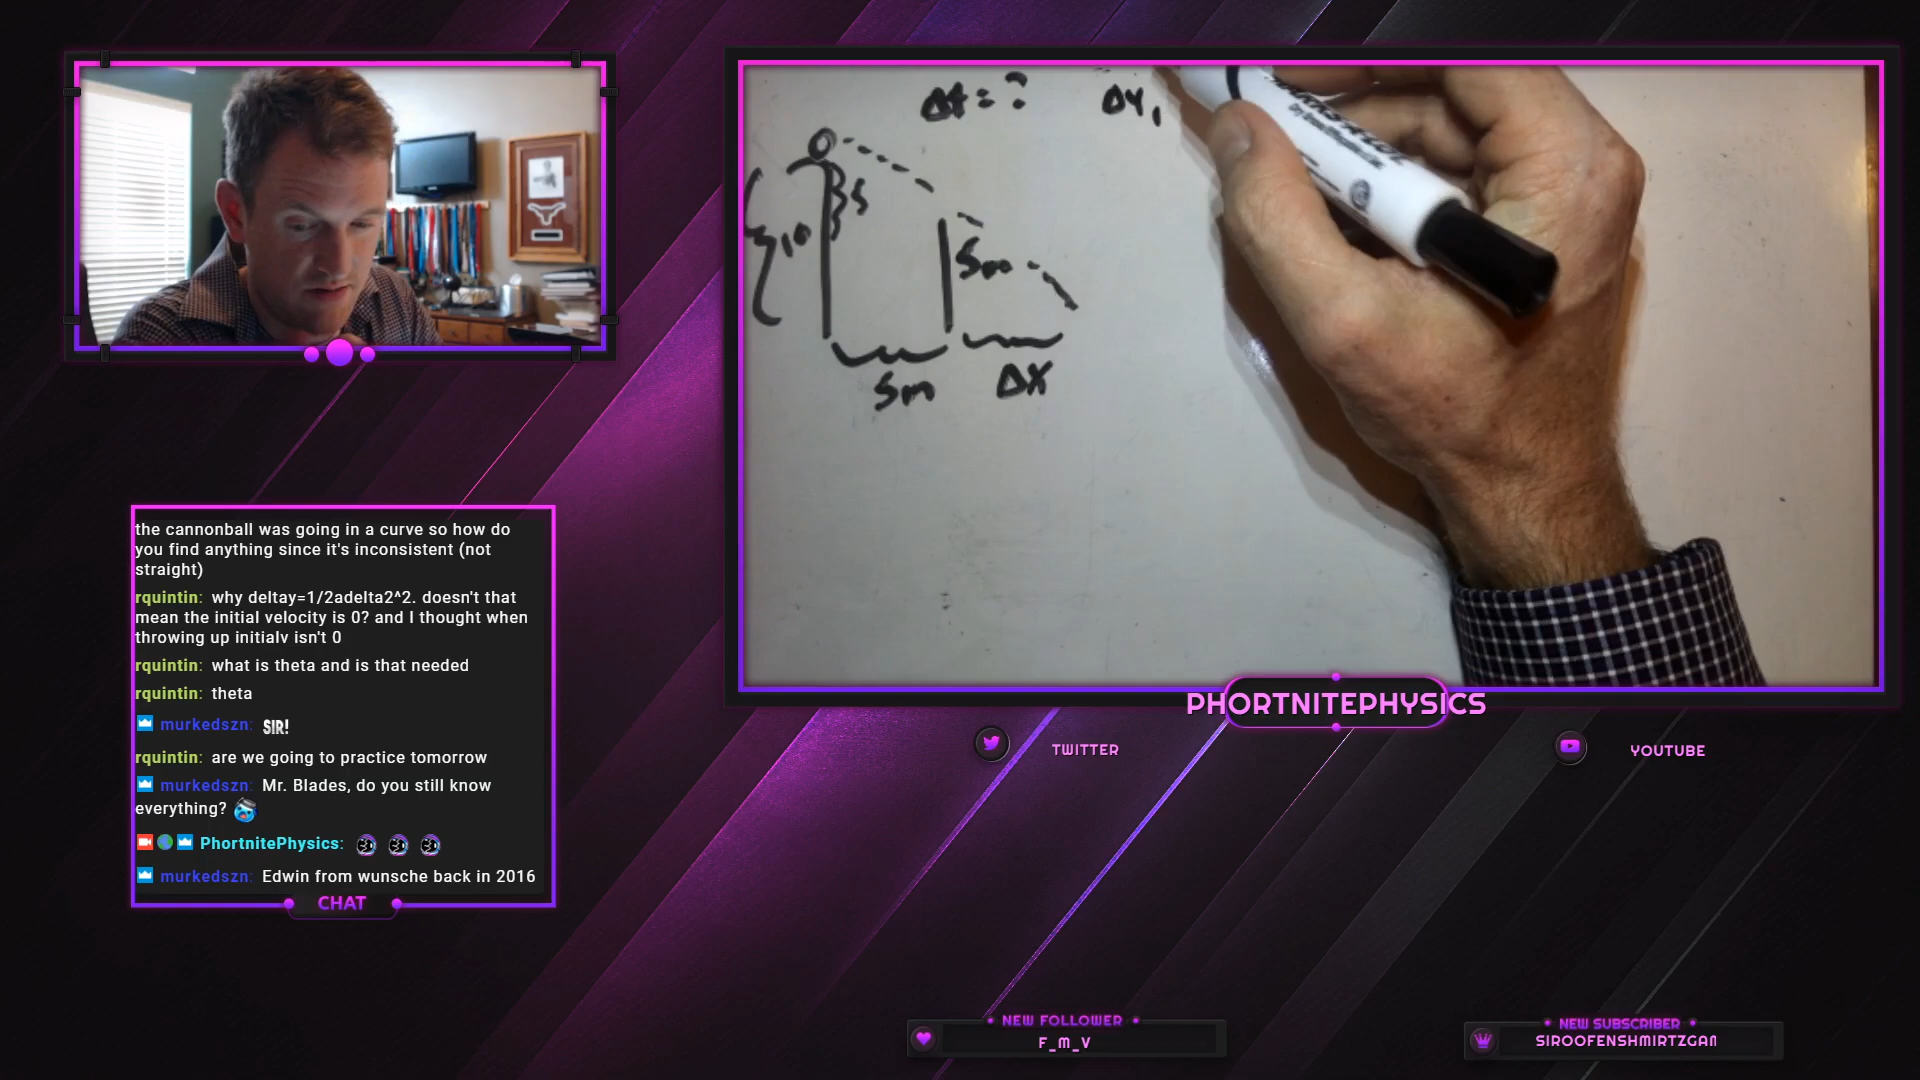 Δt = ?
ΔY₁
5
10
5m
5m
ΔX
the cannonball was going in a curve so how do
you find anything since it's inconsistent (not
straight)
rquintin: why deltay=1/2adelta2^2. doesn't that
mean the initial velocity is 0? and I thought when
throwing up initialv isn't 0
rquintin: what is theta and is that needed
rquintin: theta
murkedszn: SIR!
rquintin: are we going to practice tomorrow
murkedszn: Mr. Blades, do you still know
everything?
PhortnitePhysics:
murkedszn: Edwin from wunsche back in 2016
CHAT
PHORTNITEPHYSICS
TWITTER
YOUTUBE
NEW FOLLOWER
F_M_V
NEW SUBSCRIBER
SIROOFENSHMIRTZGAM